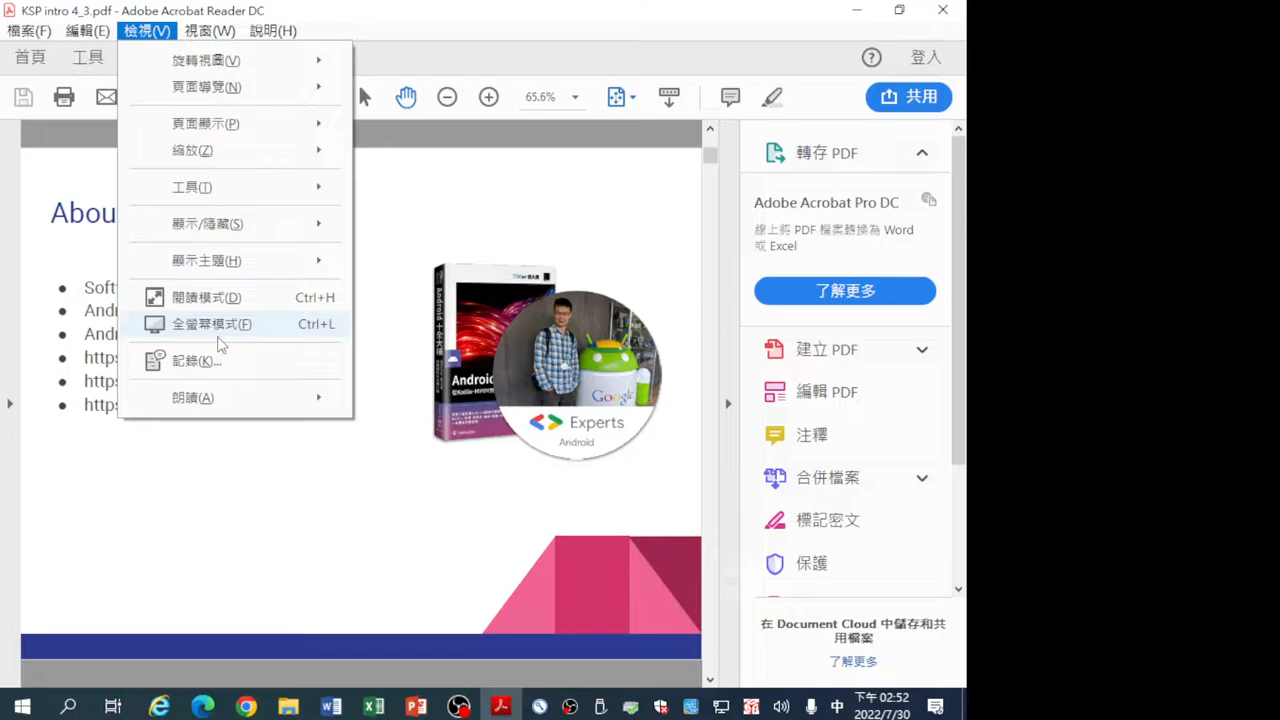 KSP intro 4_3.pdf - Adobe Acrobat Reader DC
檔案(F) 編輯(E) 檢視(V) 視窗(W) 說明(H)
首頁 工具 登入
65.6% 共用
旋轉視圖(V)
頁面導覽(N)
頁面顯示(P)
縮放(Z)
工具(T)
顯示/隱藏(S)
顯示主題(H)
閱讀模式(D) Ctrl+H
全螢幕模式(F) Ctrl+L
記錄(K)...
朗讀(A)
Abou
Soft
Andr
Andr
http
http
http
Android
Google
Experts
Android
轉存 PDF
Adobe Acrobat Pro DC
線上將 PDF 檔案轉換為 Word
或 Excel
了解更多
建立 PDF
編輯 PDF
注釋
合併檔案
標記密文
保護
在 Document Cloud 中儲存和共
用檔案
了解更多
中
下午 02:52
2022/7/30